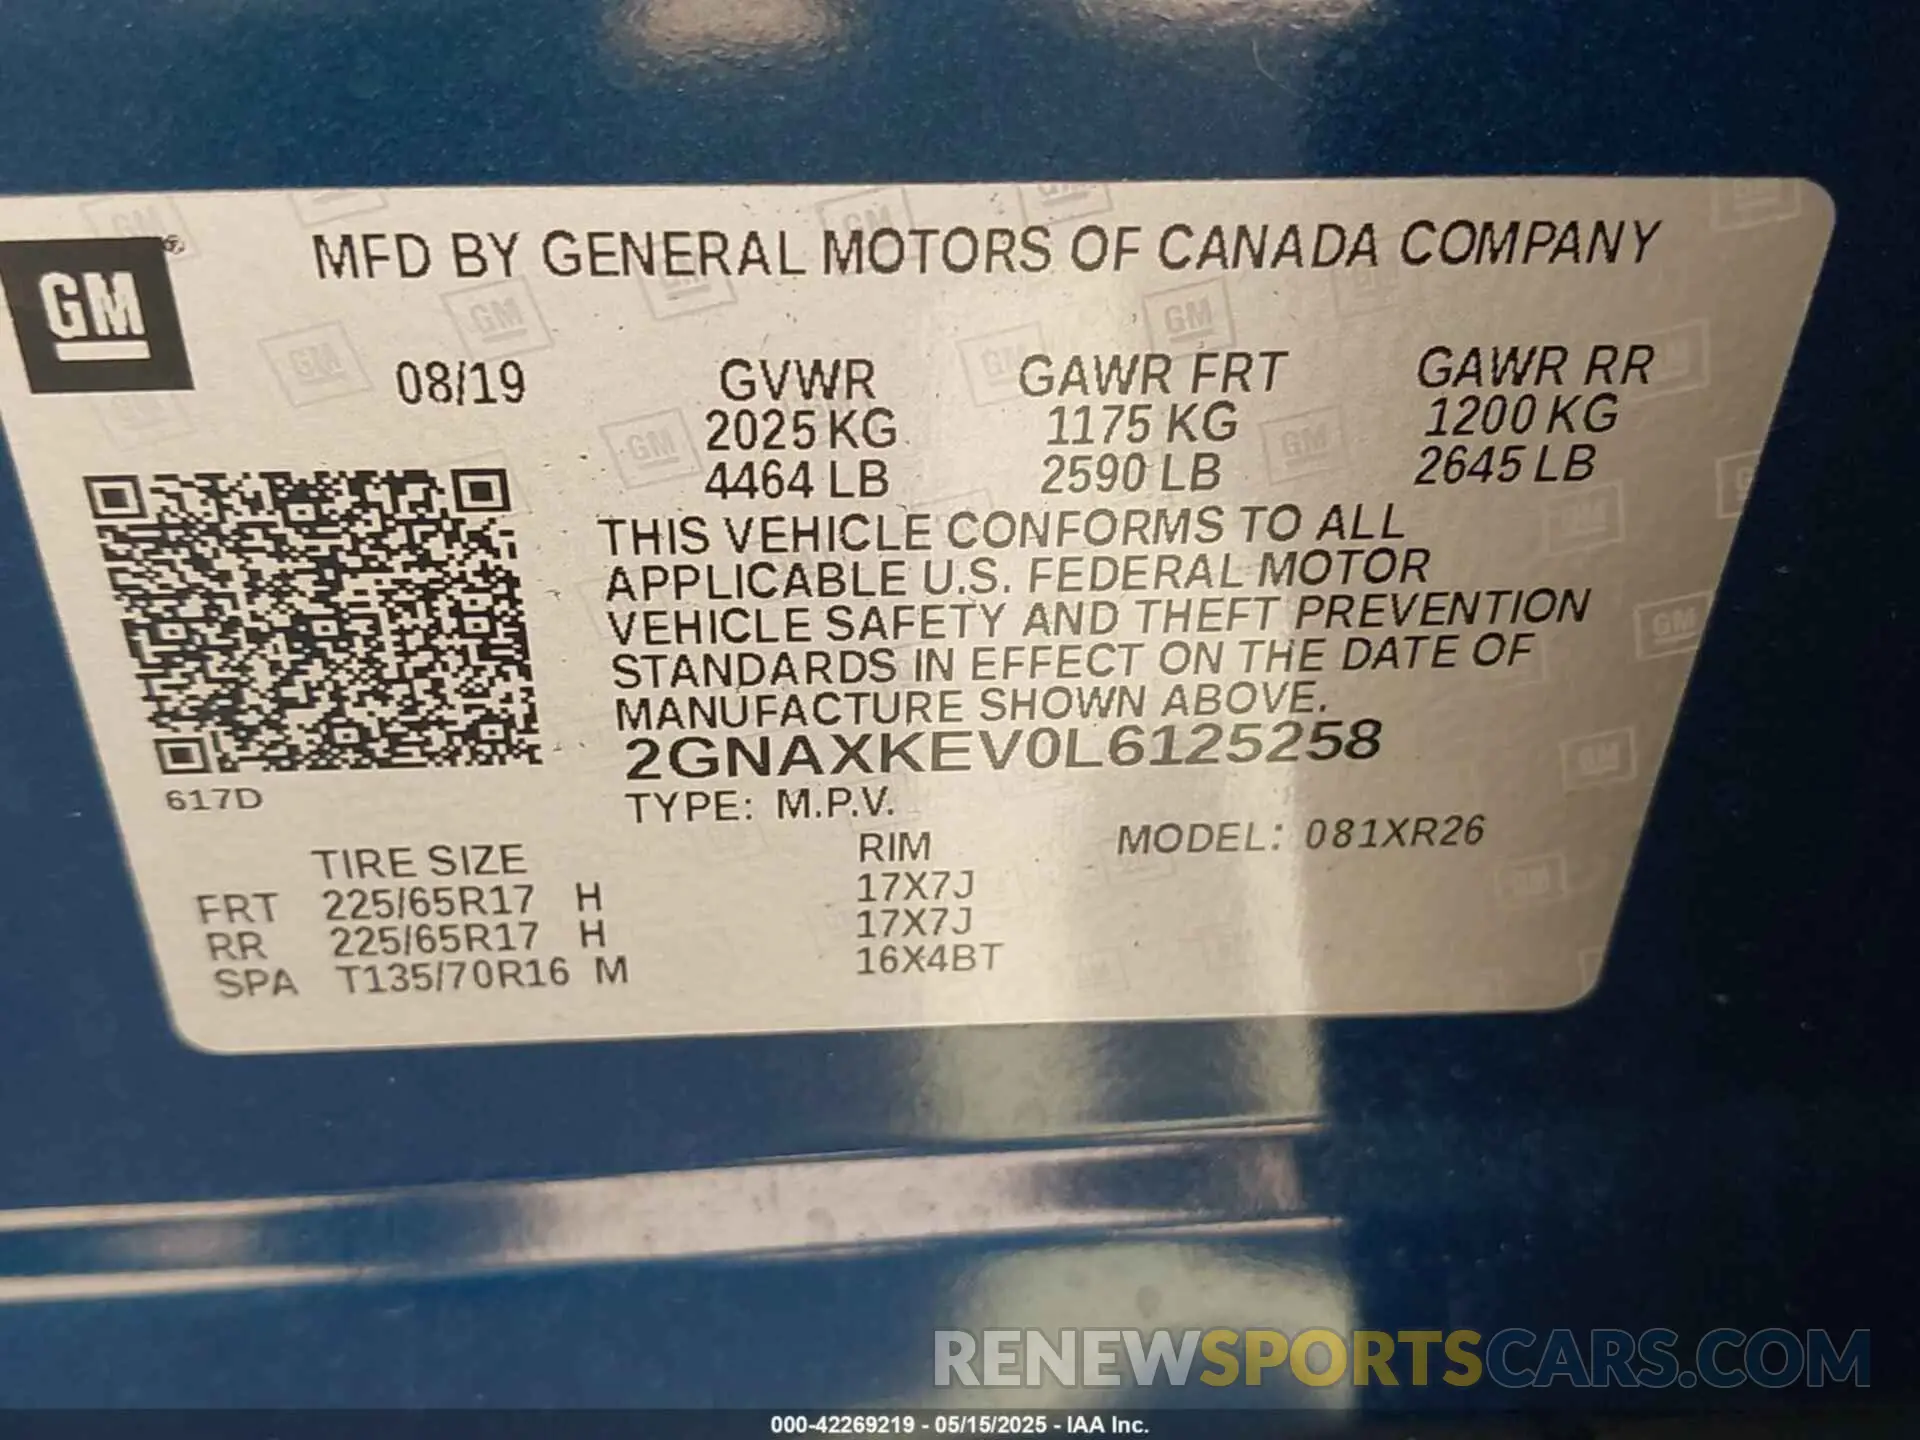 MFD BY GENERAL MOTORS OF CANADA COMPANY
GM
08/19
GVWR GAWR FRT GAWR RR
2025 KG 1175 KG 1200 KG
4464 LB 2590 LB 2645 LB
THIS VEHICLE CONFORMS TO ALL
APPLICABLE U.S. FEDERAL MOTOR
VEHICLE SAFETY AND THEFT PREVENTION
STANDARDS IN EFFECT ON THE DATE OF
MANUFACTURE SHOWN ABOVE.
2GNAXKEV0L6125258
617D
TYPE: M.P.V.
TIRE SIZE RIM MODEL: 081XR26
FRT 225/65R17 H 17X7J
RR 225/65R17 H 17X7J
SPA T135/70R16 M 16X4BT
RENEWSPORTSCARS.COM
000-42269219 - 05/15/2025 - IAA Inc.